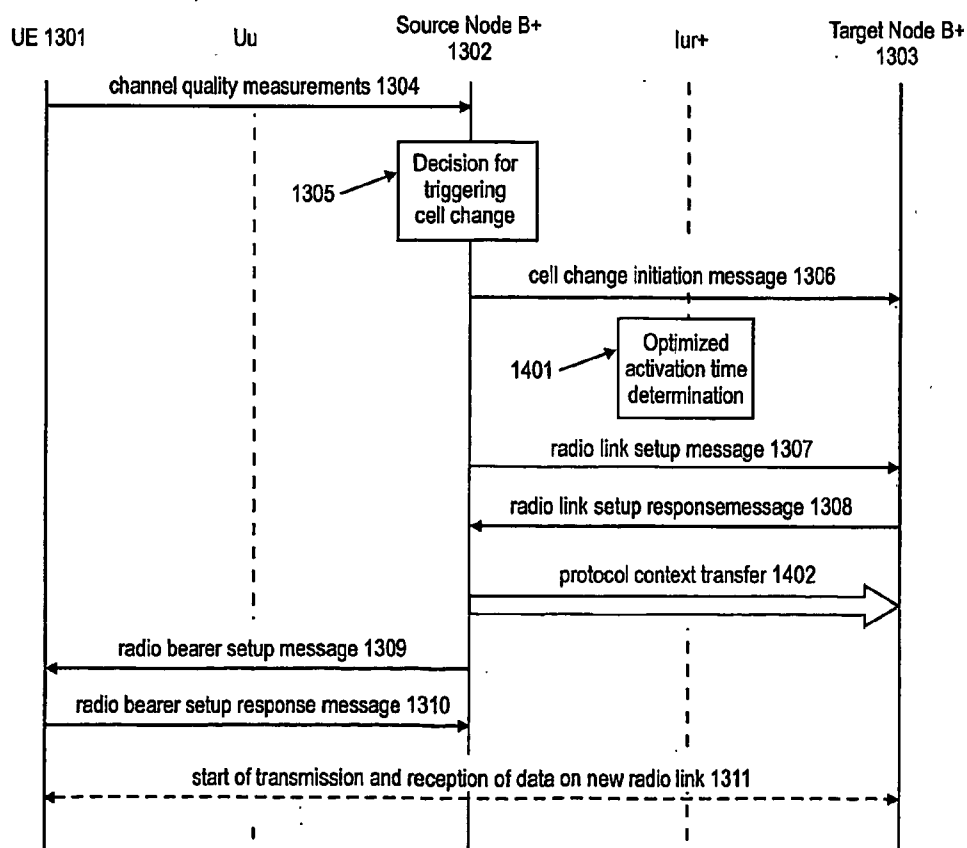 UE 1301
Uu
Source Node B+
1302
Iur+
Target Node B+
1303
channel quality measurements 1304
1305
Decision for
triggering
cell change
cell change initiation message 1306
1401
Optimized
activation time
determination
radio link setup message 1307
radio link setup responsemessage 1308
protocol context transfer 1402
radio bearer setup message 1309
radio bearer setup response message 1310
start of transmission and reception of data on new radio link 1311